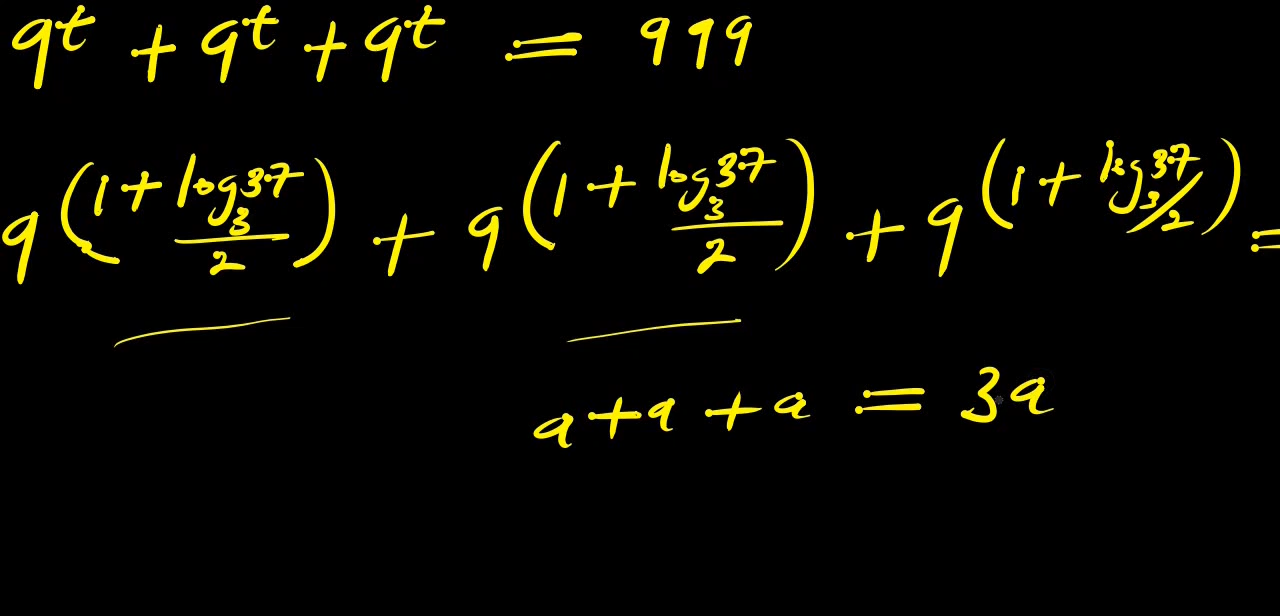 9^t + 9^t + 9^t = 999
9^(1 + log_3 37 / 2) + 9^(1 + log_3 37 / 2) + 9^(1 + log_3 37 / 2) =
a + a + a = 3a